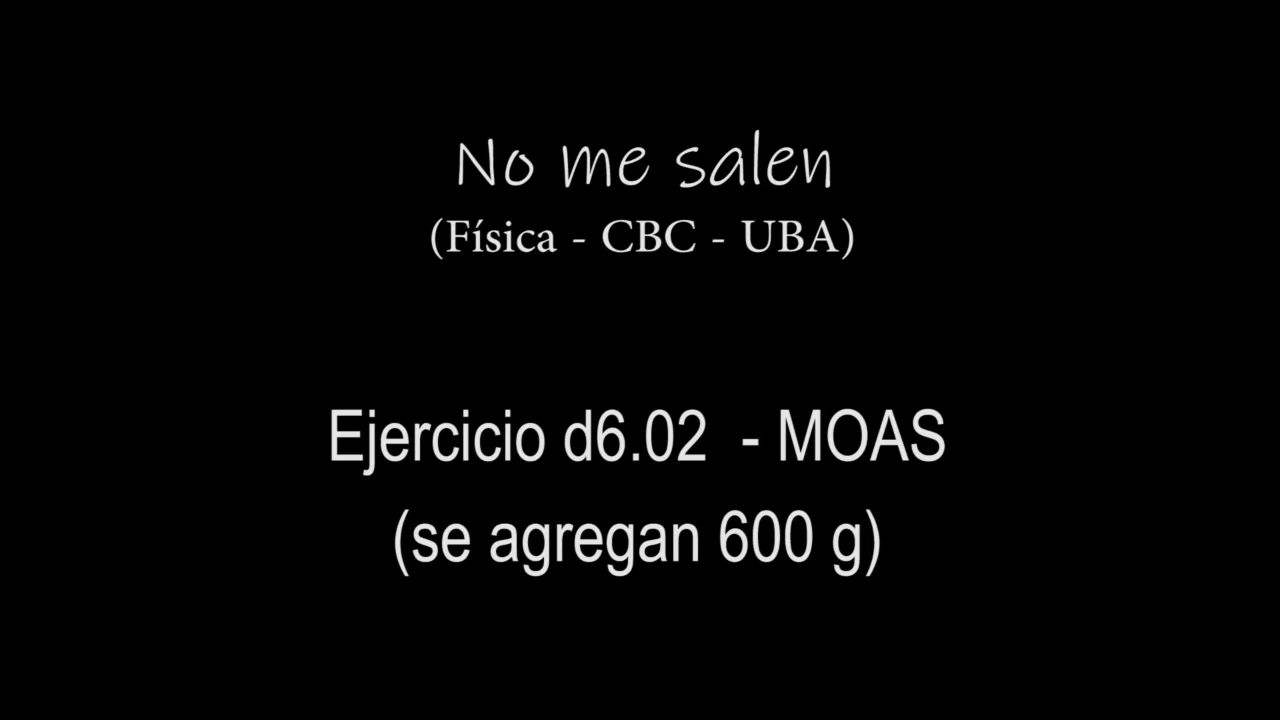 No me salen
(Física - CBC - UBA)
Ejercicio d6.02 - MOAS
(se agregan 600 g)